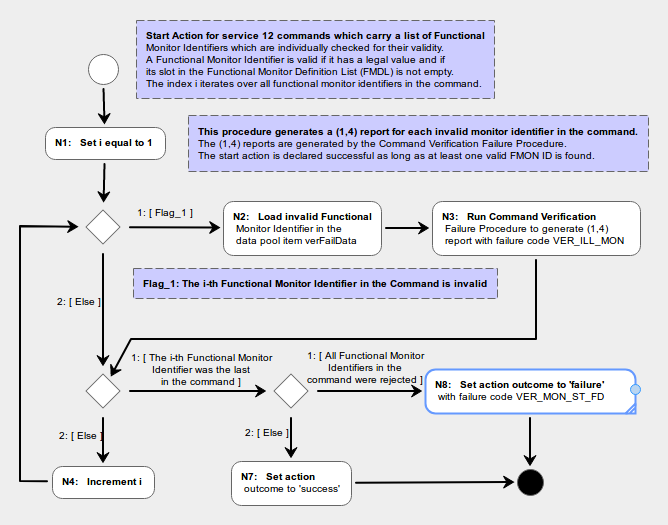 Start Action for service 12 commands which carry a list of Functional
Monitor Identifiers which are individually checked for their validity.
A Functional Monitor Identifier is valid if it has a legal value and if
its slot in the Functional Monitor Definition List (FMDL) is not empty.
The index i iterates over all functional monitor identifiers in the command.
This procedure generates a (1,4) report for each invalid monitor identifier in the command.
The (1,4) reports are generated by the Command Verification Failure Procedure.
The start action is declared successful as long as at least one valid FMON ID is found.
N1: Set i equal to 1
1: [ Flag_1 ]
N2: Load invalid Functional
Monitor Identifier in the
data pool item verFailData
N3: Run Command Verification
Failure Procedure to generate (1,4)
report with failure code VER_ILL_MON
Flag_1: The i-th Functional Monitor Identifier in the Command is invalid
2: [ Else ]
1: [ The i-th Functional Monitor
Identifier was the last
in the command ]
1: [ All Functional Monitor
Identifiers in the
command were rejected ]
N8: Set action outcome to 'failure'
with failure code VER_MON_ST_FD
2: [ Else ]
2: [ Else ]
N4: Increment i
N7: Set action
outcome to 'success'